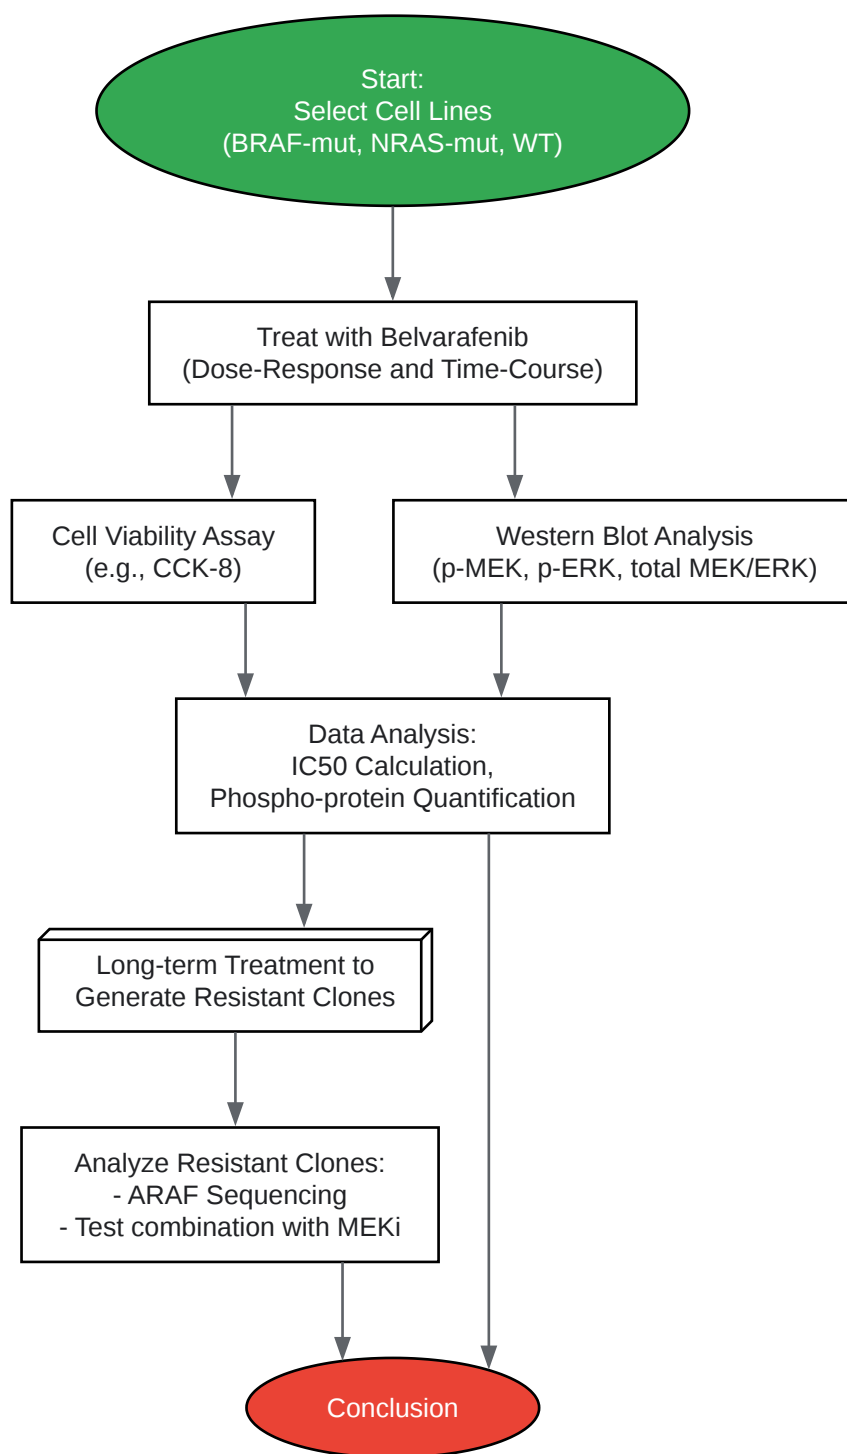 Start:
Select Cell Lines
(BRAF-mut, NRAS-mut, WT)
Treat with Belvarafenib
(Dose-Response and Time-Course)
Cell Viability Assay
(e.g., CCK-8)
Western Blot Analysis
(p-MEK, p-ERK, total MEK/ERK)
Data Analysis:
IC50 Calculation,
Phospho-protein Quantification
Long-term Treatment to
Generate Resistant Clones
Analyze Resistant Clones:
- ARAF Sequencing
- Test combination with MEKi
Conclusion